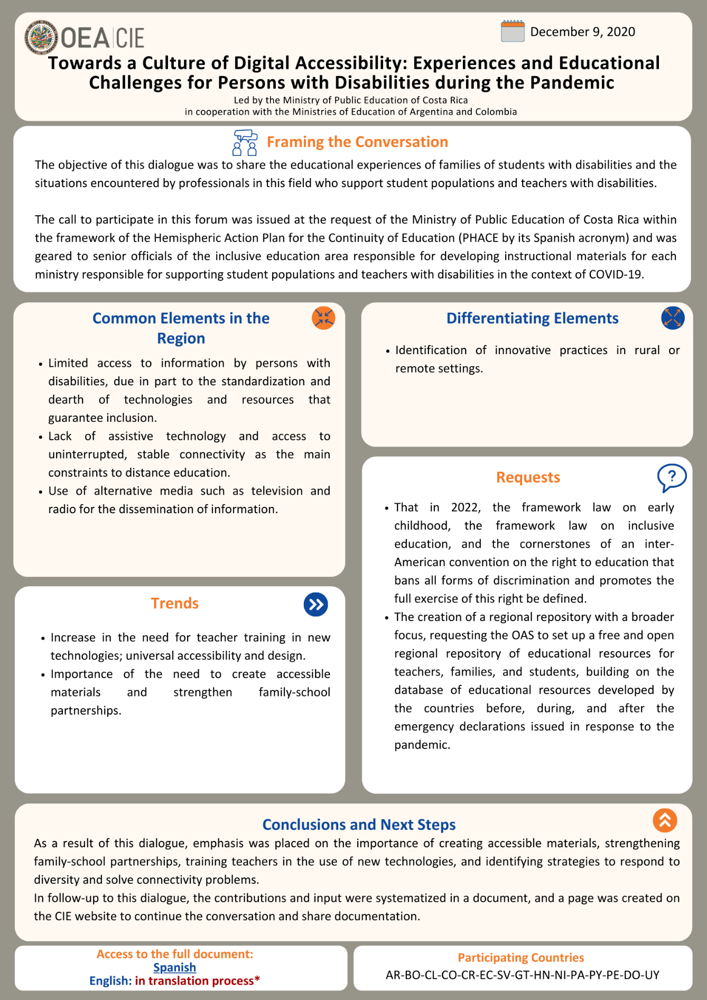 OEA|CIE
December 9, 2020
Towards a Culture of Digital Accessibility: Experiences and Educational
Challenges for Persons with Disabilities during the Pandemic
Led by the Ministry of Public Education of Costa Rica
in cooperation with the Ministries of Education of Argentina and Colombia
Framing the Conversation
The objective of this dialogue was to share the educational experiences of families of students with disabilities and the
situations encountered by professionals in this field who support student populations and teachers with disabilities.
The call to participate in this forum was issued at the request of the Ministry of Public Education of Costa Rica within
the framework of the Hemispheric Action Plan for the Continuity of Education (PHACE by its Spanish acronym) and was
geared to senior officials of the inclusive education area responsible for developing instructional materials for each
ministry responsible for supporting student populations and teachers with disabilities in the context of COVID-19.
Common Elements in the
Region
• Limited access to information by persons with
disabilities, due in part to the standardization and
dearth of technologies and resources that
guarantee inclusion.
• Lack of assistive technology and access to
uninterrupted, stable connectivity as the main
constraints to distance education.
• Use of alternative media such as television and
radio for the dissemination of information.
Trends
• Increase in the need for teacher training in new
technologies; universal accessibility and design.
• Importance of the need to create accessible
materials and strengthen family-school
partnerships.
Differentiating Elements
• Identification of innovative practices in rural or
remote settings.
Requests
?
• That in 2022, the framework law on early
childhood, the framework law on inclusive
education, and the cornerstones of an inter-
American convention on the right to education that
bans all forms of discrimination and promotes the
full exercise of this right be defined.
• The creation of a regional repository with a broader
focus, requesting the OAS to set up a free and open
regional repository of educational resources for
teachers, families, and students, building on the
database of educational resources developed by
the countries before, during, and after the
emergency declarations issued in response to the
pandemic.
Conclusions and Next Steps
As a result of this dialogue, emphasis was placed on the importance of creating accessible materials, strengthening
family-school partnerships, training teachers in the use of new technologies, and identifying strategies to respond to
diversity and solve connectivity problems.
In follow-up to this dialogue, the contributions and input were systematized in a document, and a page was created on
the CIE website to continue the conversation and share documentation.
Access to the full document:
Spanish
English: in translation process*
Participating Countries
AR-BO-CL-CO-CR-EC-SV-GT-HN-NI-PA-PY-PE-DO-UY